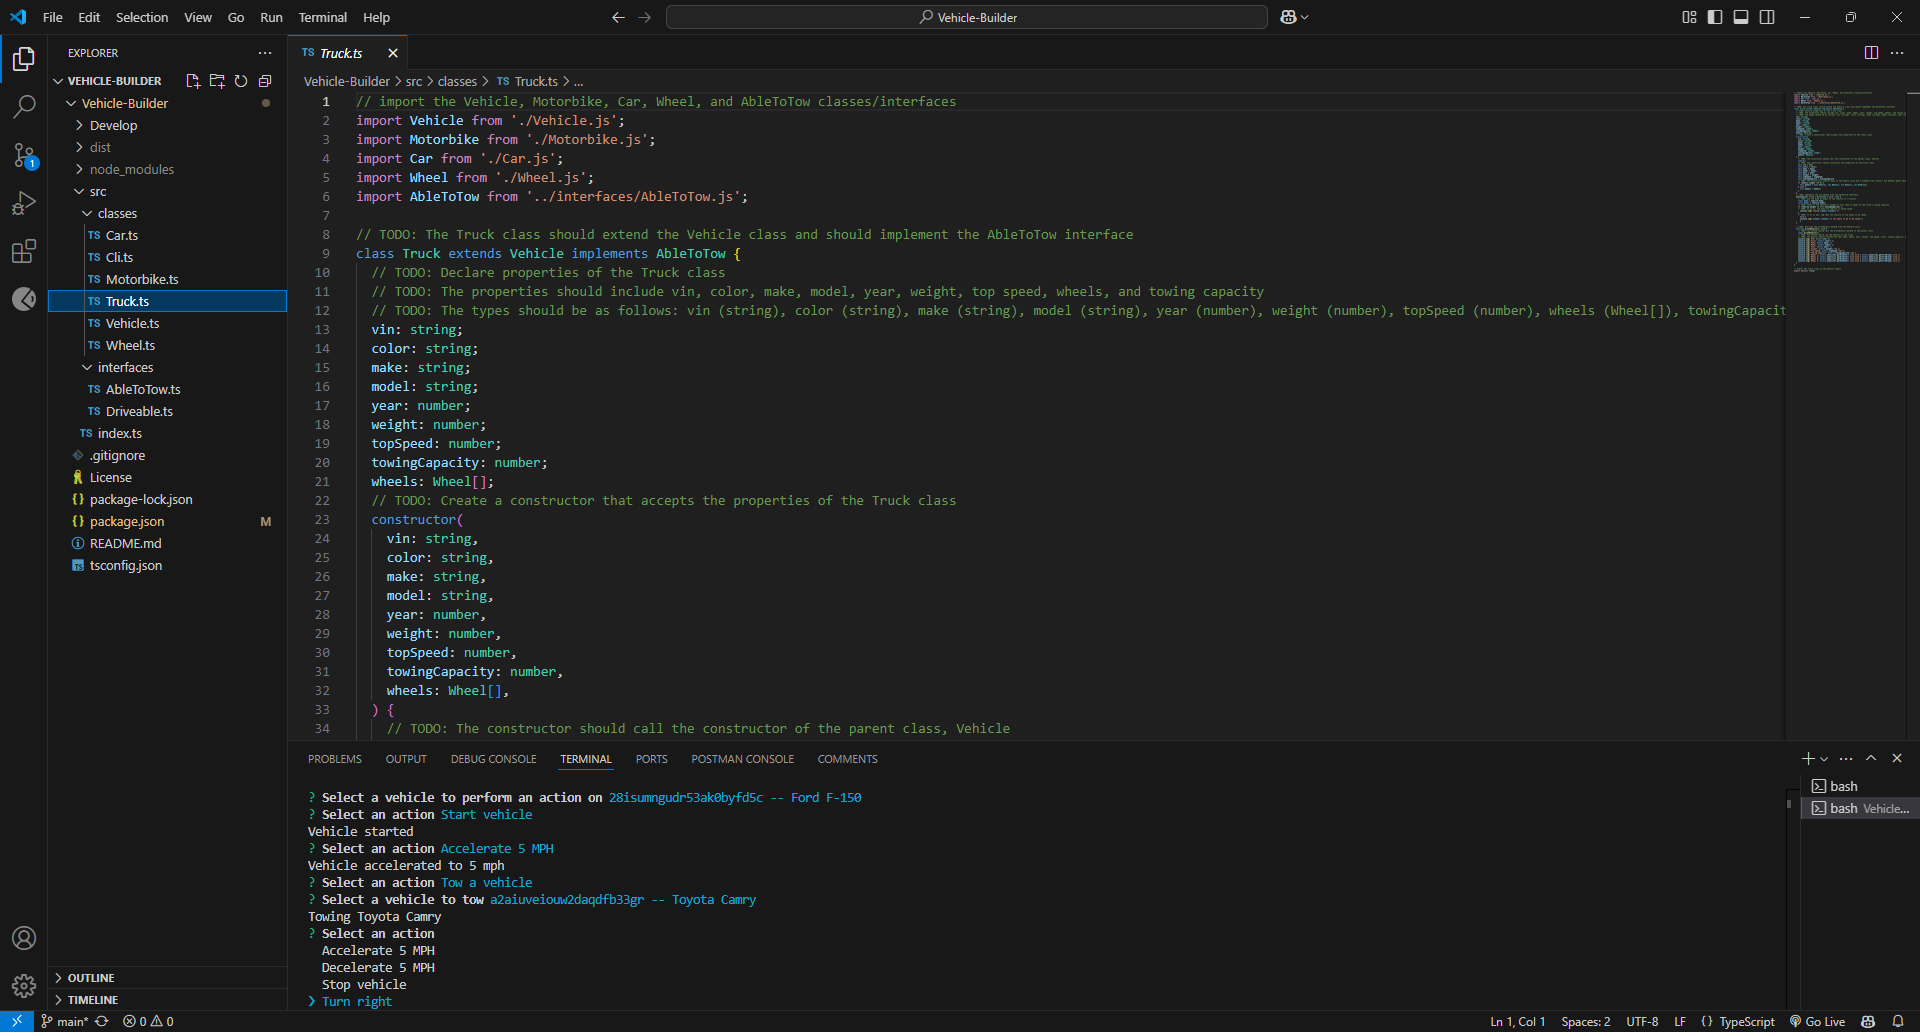 File Edit Selection View Go Run Terminal Help
Vehicle-Builder
EXPLORER
VEHICLE-BUILDER
Vehicle-Builder
Develop
dist
node_modules
src
classes
TS Car.ts
TS Cli.ts
TS Motorbike.ts
TS Truck.ts
TS Vehicle.ts
TS Wheel.ts
interfaces
TS AbleToTow.ts
TS Driveable.ts
TS index.ts
.gitignore
License
{} package-lock.json
{} package.json M
README.md
TS tsconfig.json
OUTLINE
TIMELINE
1
TS Truck.ts
Vehicle-Builder > src > classes > TS Truck.ts > ...
1 // import the Vehicle, Motorbike, Car, Wheel, and AbleToTow classes/interfaces
2 import Vehicle from './Vehicle.js';
3 import Motorbike from './Motorbike.js';
4 import Car from './Car.js';
5 import Wheel from './Wheel.js';
6 import AbleToTow from '../interfaces/AbleToTow.js';
7
8 // TODO: The Truck class should extend the Vehicle class and should implement the AbleToTow interface
9 class Truck extends Vehicle implements AbleToTow {
10 // TODO: Declare properties of the Truck class
11 // TODO: The properties should include vin, color, make, model, year, weight, top speed, wheels, and towing capacity
12 // TODO: The types should be as follows: vin (string), color (string), make (string), model (string), year (number), weight (number), topSpeed (number), wheels (Wheel[]), towingCapacit
13 vin: string;
14 color: string;
15 make: string;
16 model: string;
17 year: number;
18 weight: number;
19 topSpeed: number;
20 towingCapacity: number;
21 wheels: Wheel[];
22 // TODO: Create a constructor that accepts the properties of the Truck class
23 constructor(
24 vin: string,
25 color: string,
26 make: string,
27 model: string,
28 year: number,
29 weight: number,
30 topSpeed: number,
31 towingCapacity: number,
32 wheels: Wheel[],
33 ) {
34 // TODO: The constructor should call the constructor of the parent class, Vehicle
PROBLEMS OUTPUT DEBUG CONSOLE TERMINAL PORTS POSTMAN CONSOLE COMMENTS
? Select a vehicle to perform an action on 28isumngudr53ak0byfd5c -- Ford F-150
? Select an action Start vehicle
Vehicle started
? Select an action Accelerate 5 MPH
Vehicle accelerated to 5 mph
? Select an action Tow a vehicle
? Select a vehicle to tow a2aiuveiouw2daqdfb33gr -- Toyota Camry
Towing Toyota Camry
? Select an action
Accelerate 5 MPH
Decelerate 5 MPH
Stop vehicle
❯ Turn right
bash
bash Vehicle...
main* 0 0 Ln 1, Col 1 Spaces: 2 UTF-8 LF {} TypeScript Go Live